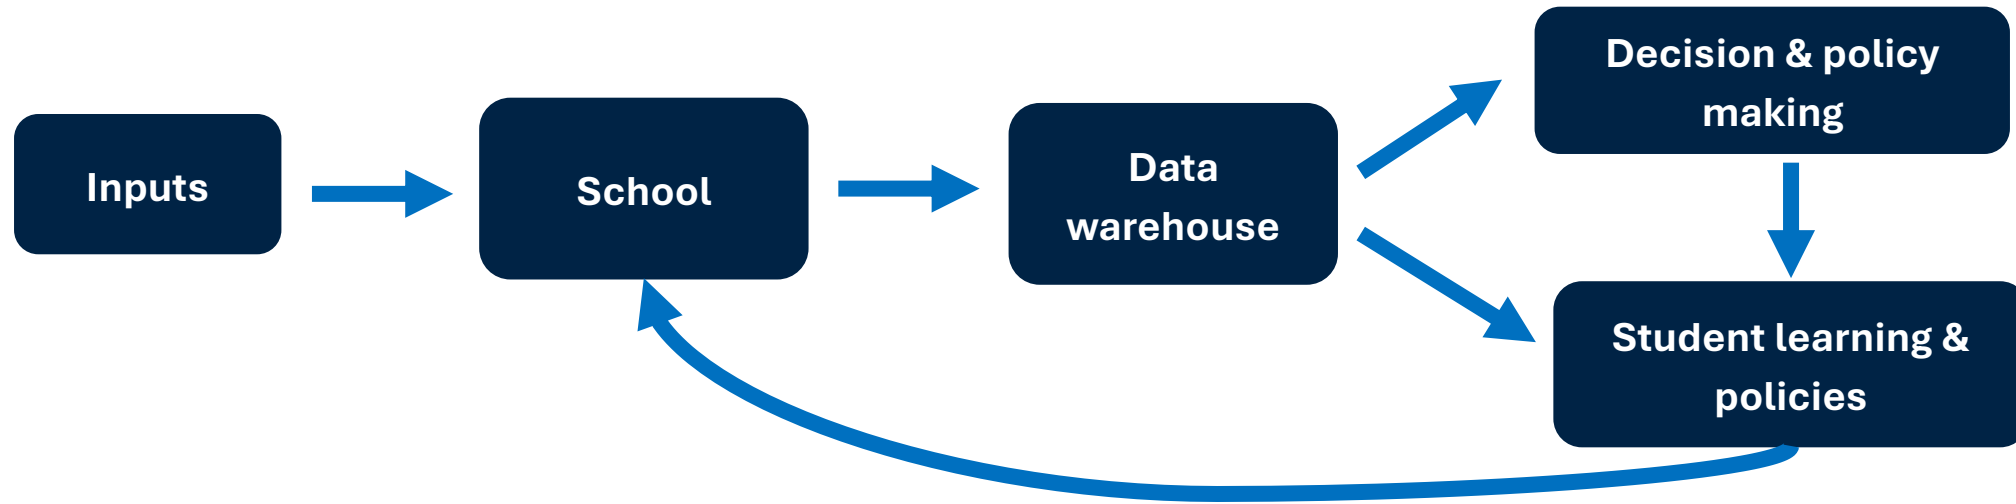 Inputs
School
Data
warehouse
Decision & policy
making
Student learning &
policies